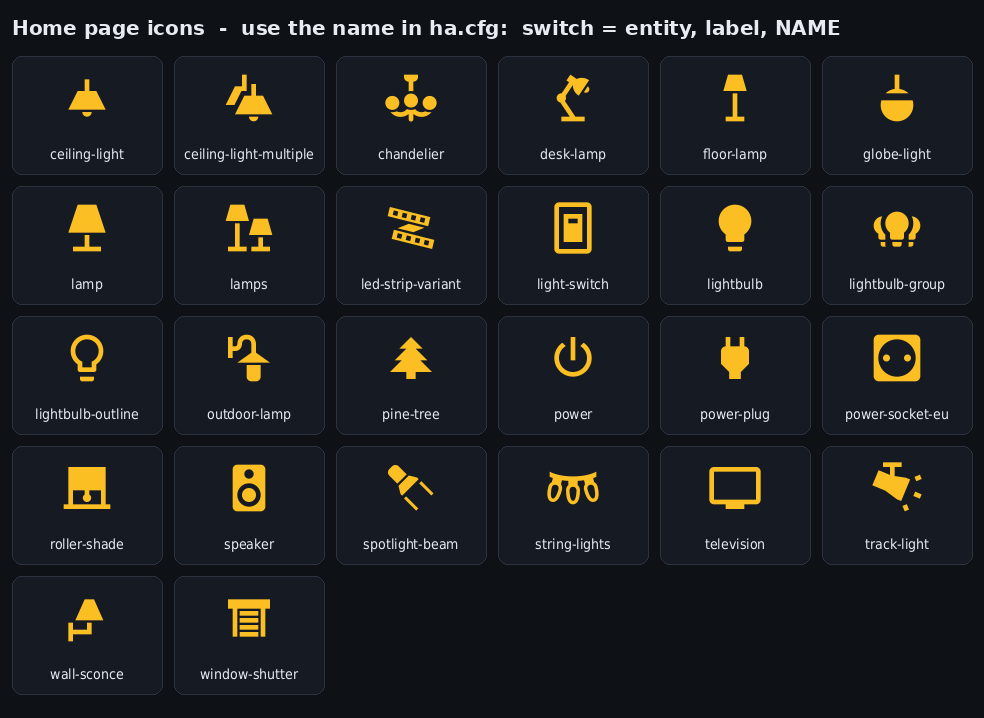 Home page icons  -  use the name in ha.cfg:  switch = entity, label, NAME
ceiling-light
ceiling-light-multiple
chandelier
desk-lamp
floor-lamp
globe-light
lamp
lamps
led-strip-variant
light-switch
lightbulb
lightbulb-group
lightbulb-outline
outdoor-lamp
pine-tree
power
power-plug
power-socket-eu
roller-shade
speaker
spotlight-beam
string-lights
television
track-light
wall-sconce
window-shutter